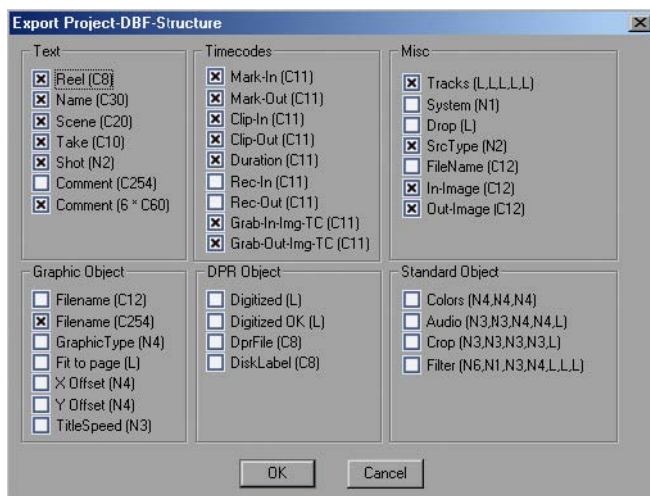 Export Project-DBF-Structure
Text
Reel (C8)
Name (C30)
Scene (C20)
Take (C10)
Shot (N2)
Comment (C254)
Comment (6 * C60)
Timecodes
Mark-In (C11)
Mark-Out (C11)
Clip-In (C11)
Clip-Out (C11)
Duration (C11)
Rec-In (C11)
Rec-Out (C11)
Grab-In-Img-TC (C11)
Grab-Out-Img-TC (C11)
Misc
Tracks (L,L,L,L,L)
System (N1)
Drop (L)
SrcType (N2)
FileName (C12)
In-Image (C12)
Out-Image (C12)
Graphic Object
Filename (C12)
Filename (C254)
GraphicType (N4)
Fit to page (L)
X Offset (N4)
Y Offset (N4)
TitleSpeed (N3)
DPR Object
Digitized (L)
Digitized OK (L)
DprFile (C8)
DiskLabel (C8)
Standard Object
Colors (N4,N4,N4)
Audio (N3,N3,N4,N4,L)
Crop (N3,N3,N3,N3,L)
Filter (N6,N1,N3,N4,L,L,L)
OK
Cancel